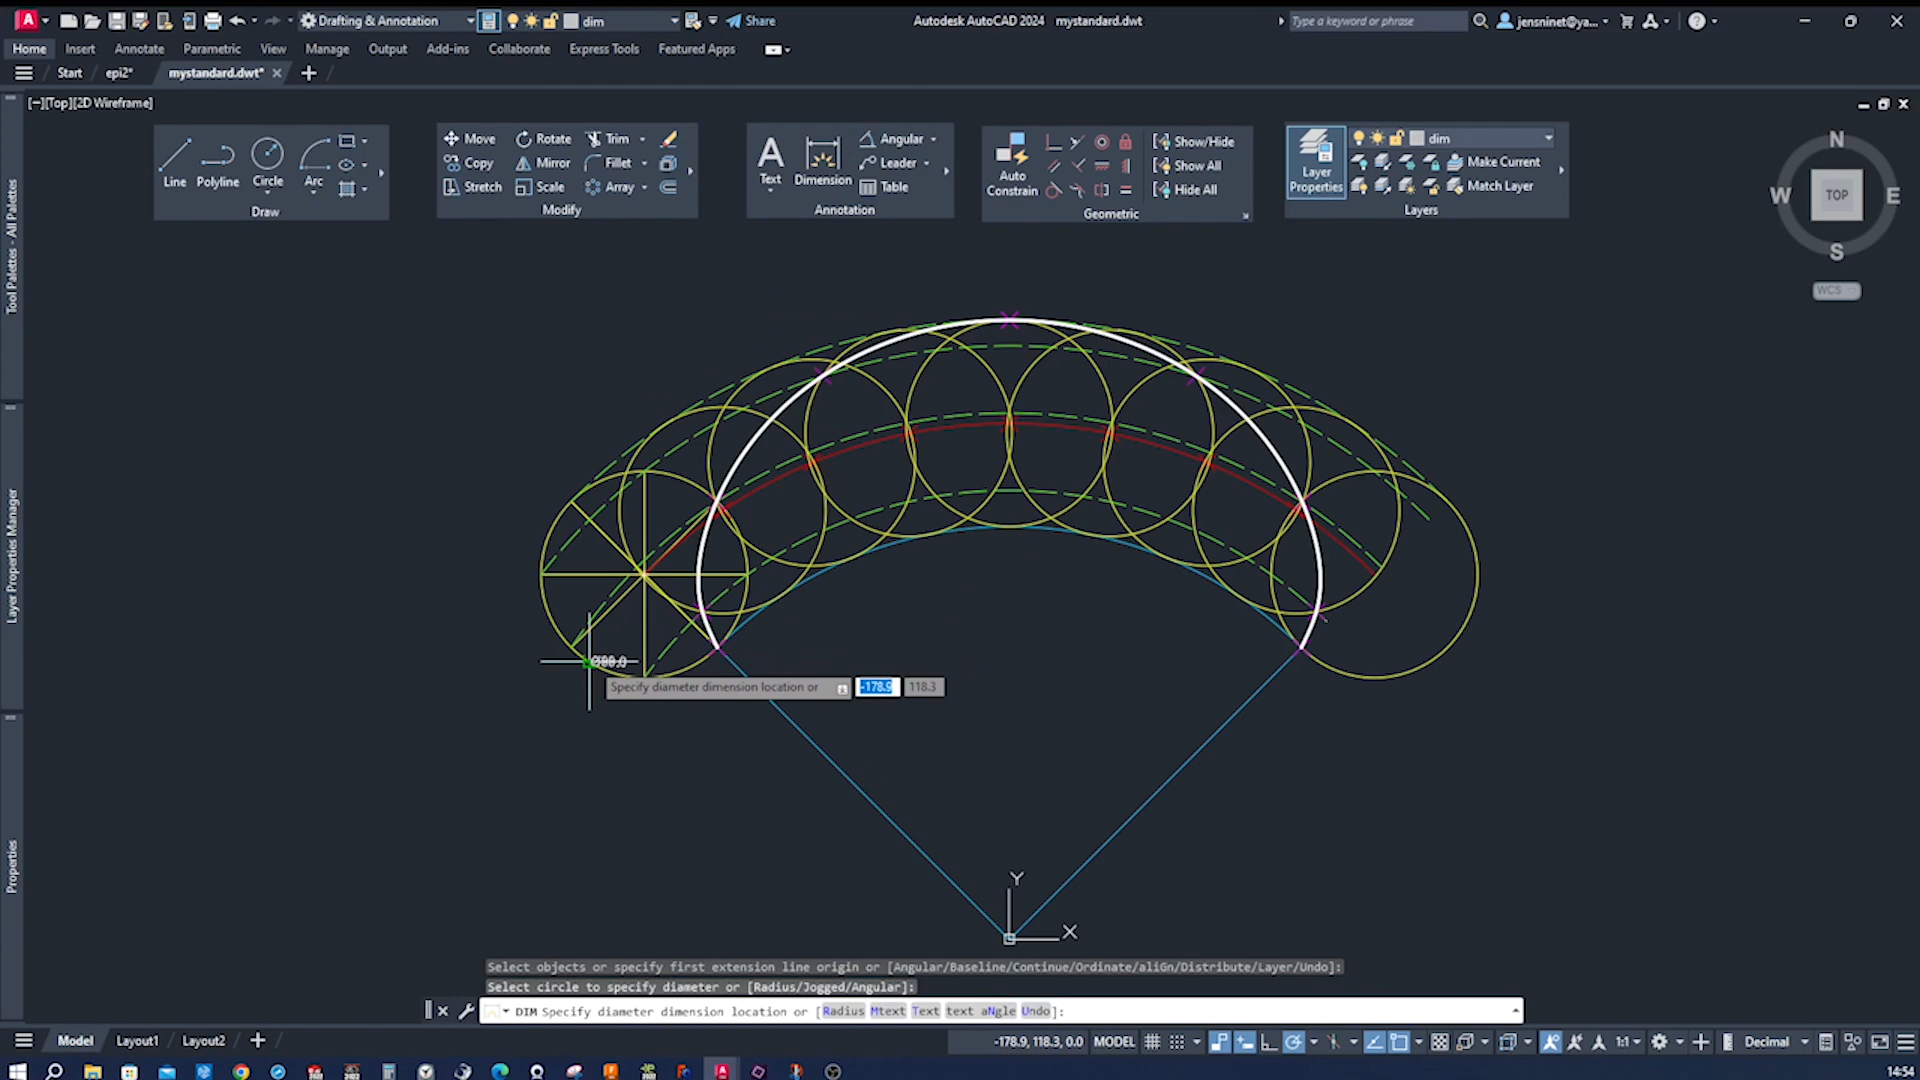 Drafting & Annotation
dim
Share
Autodesk AutoCAD 2024 mystandard.dwt
Type a keyword or phrase
jensninet@ya...
Home Insert Annotate Parametric View Manage Output Add-ins Collaborate Express Tools Featured Apps
Start epi2* mystandard.dwt*
[−][Top][2D Wireframe]
Line Polyline Circle Arc
Draw
Move Rotate Trim
Copy Mirror Fillet
Stretch Scale Array
Modify
A
Text Dimension
Angular
Leader
Table
Annotation
Auto Constrain
Show/Hide
Show All
Hide All
Geometric
Layer Properties
dim
Make Current
Match Layer
Layers
N
W TOP E
S
WCS
Tool Palettes - All Palettes
Layer Properties Manager
Properties
Specify diameter dimension location or -178.9 118.3
Y
X
Select objects or specify first extension line origin or [Angular/Baseline/Continue/Ordinate/aliGn/Distribute/Layer/Undo]:
Select circle to specify diameter or [Radius/Jogged/Angular]:
DIM Specify diameter dimension location or [Radius Mtext Text text aNgle Undo]:
Model Layout1 Layout2
-178.9, 118.3, 0.0 MODEL 1:1 Decimal
14:54